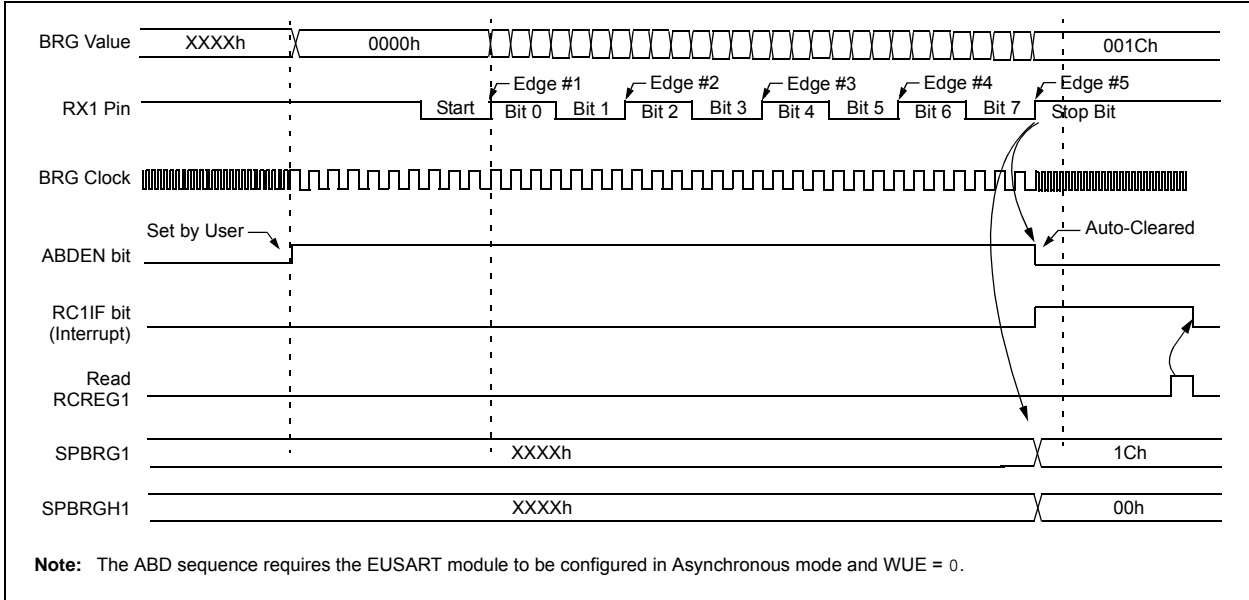 BRG Value XXXXh 0000h 001Ch
Edge #1 Edge #2 Edge #3 Edge #4 Edge #5
RX1 Pin Start Bit 0 Bit 1 Bit 2 Bit 3 Bit 4 Bit 5 Bit 6 Bit 7 Stop Bit
BRG Clock
Set by User Auto-Cleared
ABDEN bit
RC1IF bit
(Interrupt)
Read
RCREG1
SPBRG1 XXXXh 1Ch
SPBRGH1 XXXXh 00h
Note: The ABD sequence requires the EUSART module to be configured in Asynchronous mode and WUE = 0.